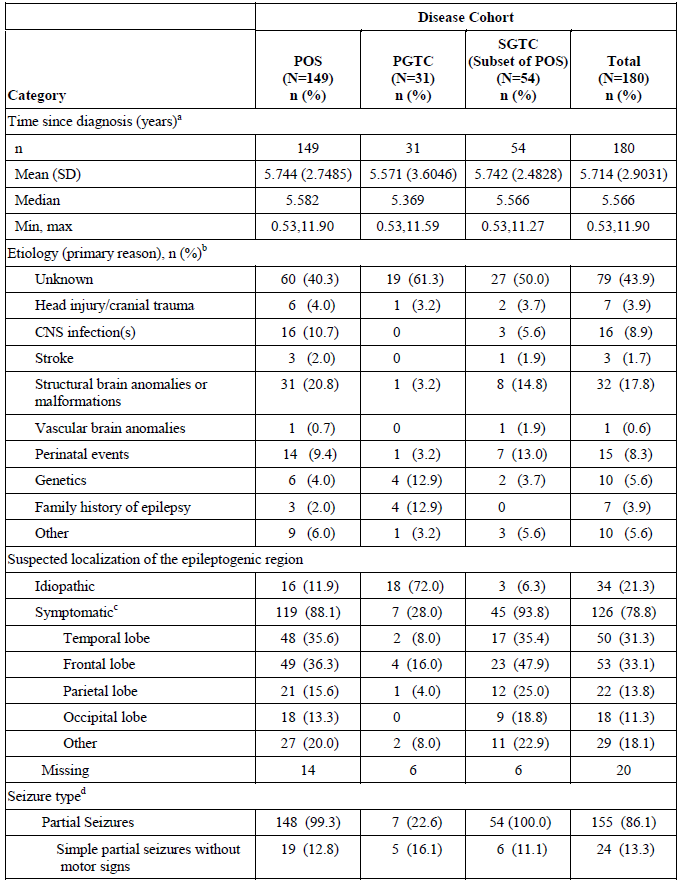 Disease Cohort
Category
POS
(N=149)
n (%)
PGTC
(N=31)
n (%)
SGTC
(Subset of POS)
(N=54)
n (%)
Total
(N=180)
n (%)
Time since diagnosis (years)a
n 149 31 54 180
Mean (SD) 5.744 (2.7485) 5.571 (3.6046) 5.742 (2.4828) 5.714 (2.9031)
Median 5.582 5.369 5.566 5.566
Min, max 0.53,11.90 0.53,11.59 0.53,11.27 0.53,11.90
Etiology (primary reason), n (%)b
Unknown 60 (40.3) 19 (61.3) 27 (50.0) 79 (43.9)
Head injury/cranial trauma 6 (4.0) 1 (3.2) 2 (3.7) 7 (3.9)
CNS infection(s) 16 (10.7) 0 3 (5.6) 16 (8.9)
Stroke 3 (2.0) 0 1 (1.9) 3 (1.7)
Structural brain anomalies or 31 (20.8) 1 (3.2) 8 (14.8) 32 (17.8)
malformations
Vascular brain anomalies 1 (0.7) 0 1 (1.9) 1 (0.6)
Perinatal events 14 (9.4) 1 (3.2) 7 (13.0) 15 (8.3)
Genetics 6 (4.0) 4 (12.9) 2 (3.7) 10 (5.6)
Family history of epilepsy 3 (2.0) 4 (12.9) 0 7 (3.9)
Other 9 (6.0) 1 (3.2) 3 (5.6) 10 (5.6)
Suspected localization of the epileptogenic region
Idiopathic 16 (11.9) 18 (72.0) 3 (6.3) 34 (21.3)
Symptomaticc 119 (88.1) 7 (28.0) 45 (93.8) 126 (78.8)
Temporal lobe 48 (35.6) 2 (8.0) 17 (35.4) 50 (31.3)
Frontal lobe 49 (36.3) 4 (16.0) 23 (47.9) 53 (33.1)
Parietal lobe 21 (15.6) 1 (4.0) 12 (25.0) 22 (13.8)
Occipital lobe 18 (13.3) 0 9 (18.8) 18 (11.3)
Other 27 (20.0) 2 (8.0) 11 (22.9) 29 (18.1)
Missing 14 6 6 20
Seizure typed
Partial Seizures 148 (99.3) 7 (22.6) 54 (100.0) 155 (86.1)
Simple partial seizures without 19 (12.8) 5 (16.1) 6 (11.1) 24 (13.3)
motor signs